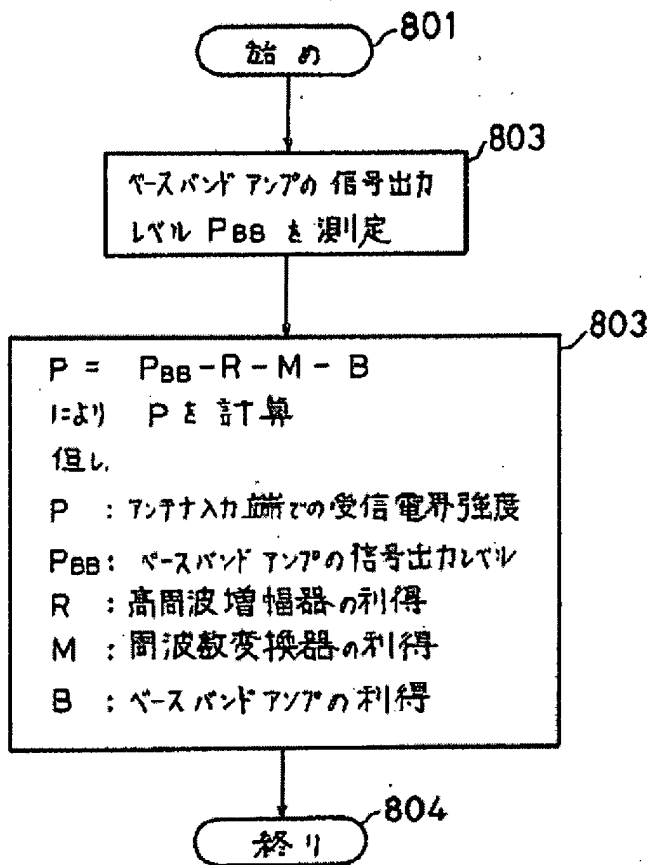 始め
801
803
ベースバンドアンプの信号出力
レベル PBB を測定
803
P = PBB-R-M-B
により P を計算
但し、
P : アンテナ入力端での受信電界強度
PBB: ベースバンドアンプの信号出力レベル
R : 高周波増幅器の利得
M : 周波数変換器の利得
B : ベースバンドアンプの利得
804
終り